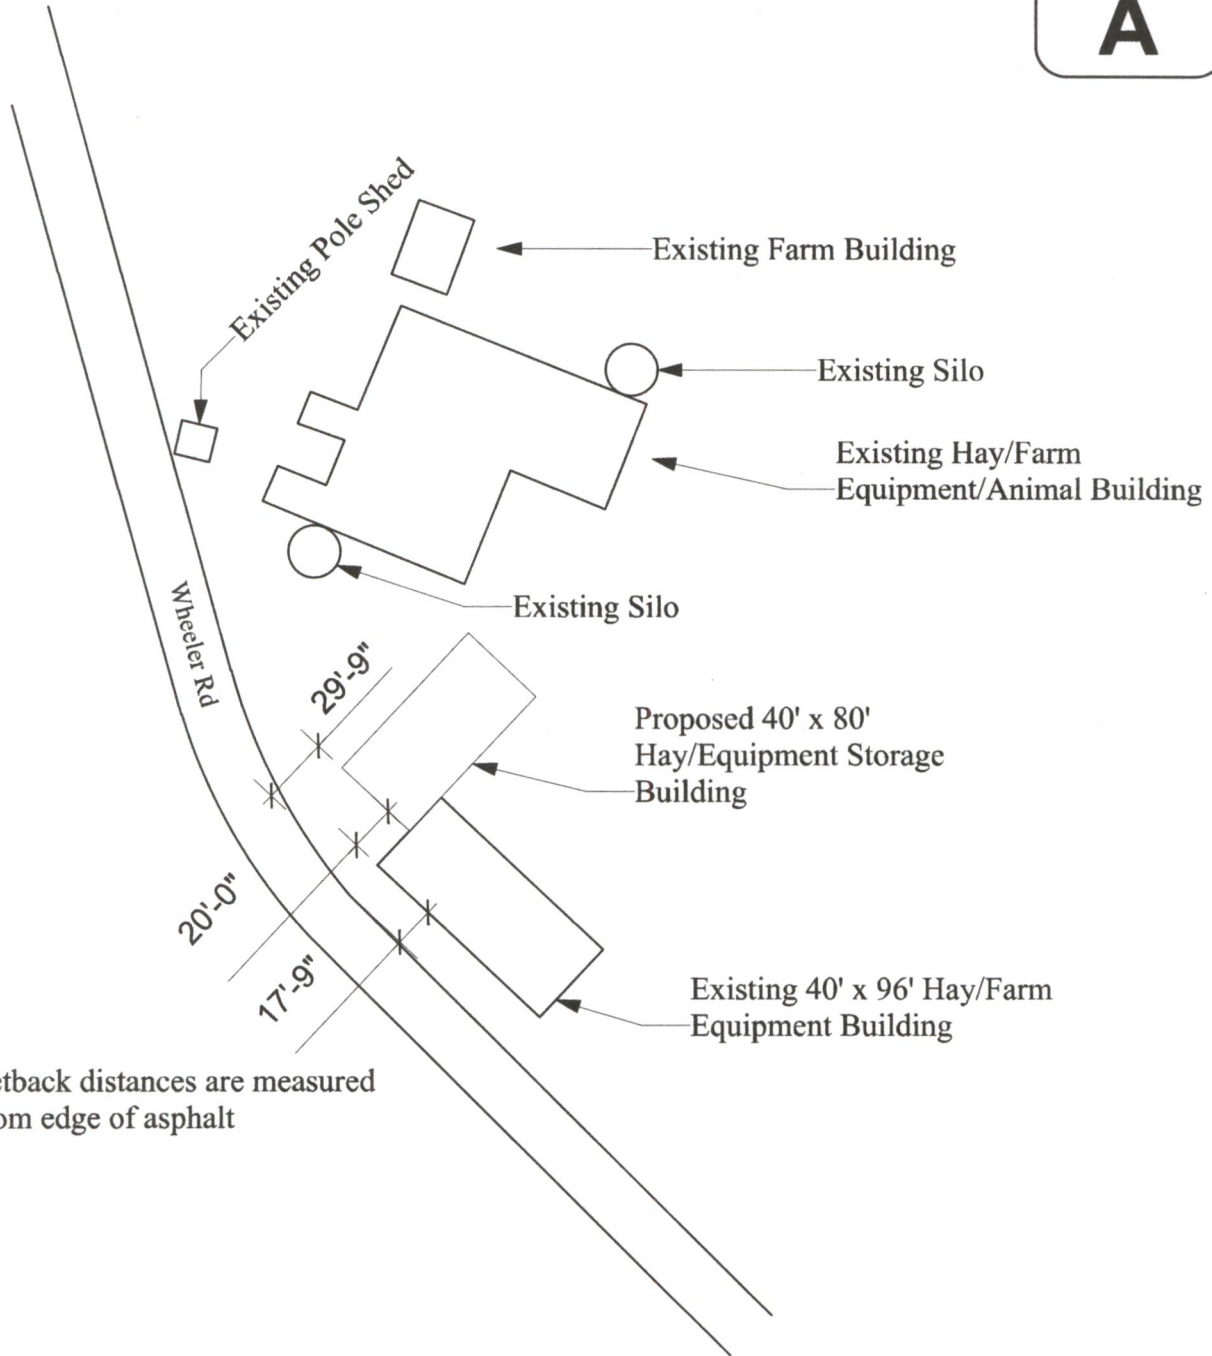 A
Existing Pole Shed
Existing Farm Building
Existing Silo
Existing Hay/Farm
Equipment/Animal Building
Existing Silo
Wheeler Rd
29'-9"
Proposed 40' x 80'
Hay/Equipment Storage
Building
20'-0"
17'-9"
Existing 40' x 96' Hay/Farm
Equipment Building
etback distances are measured
om edge of asphalt